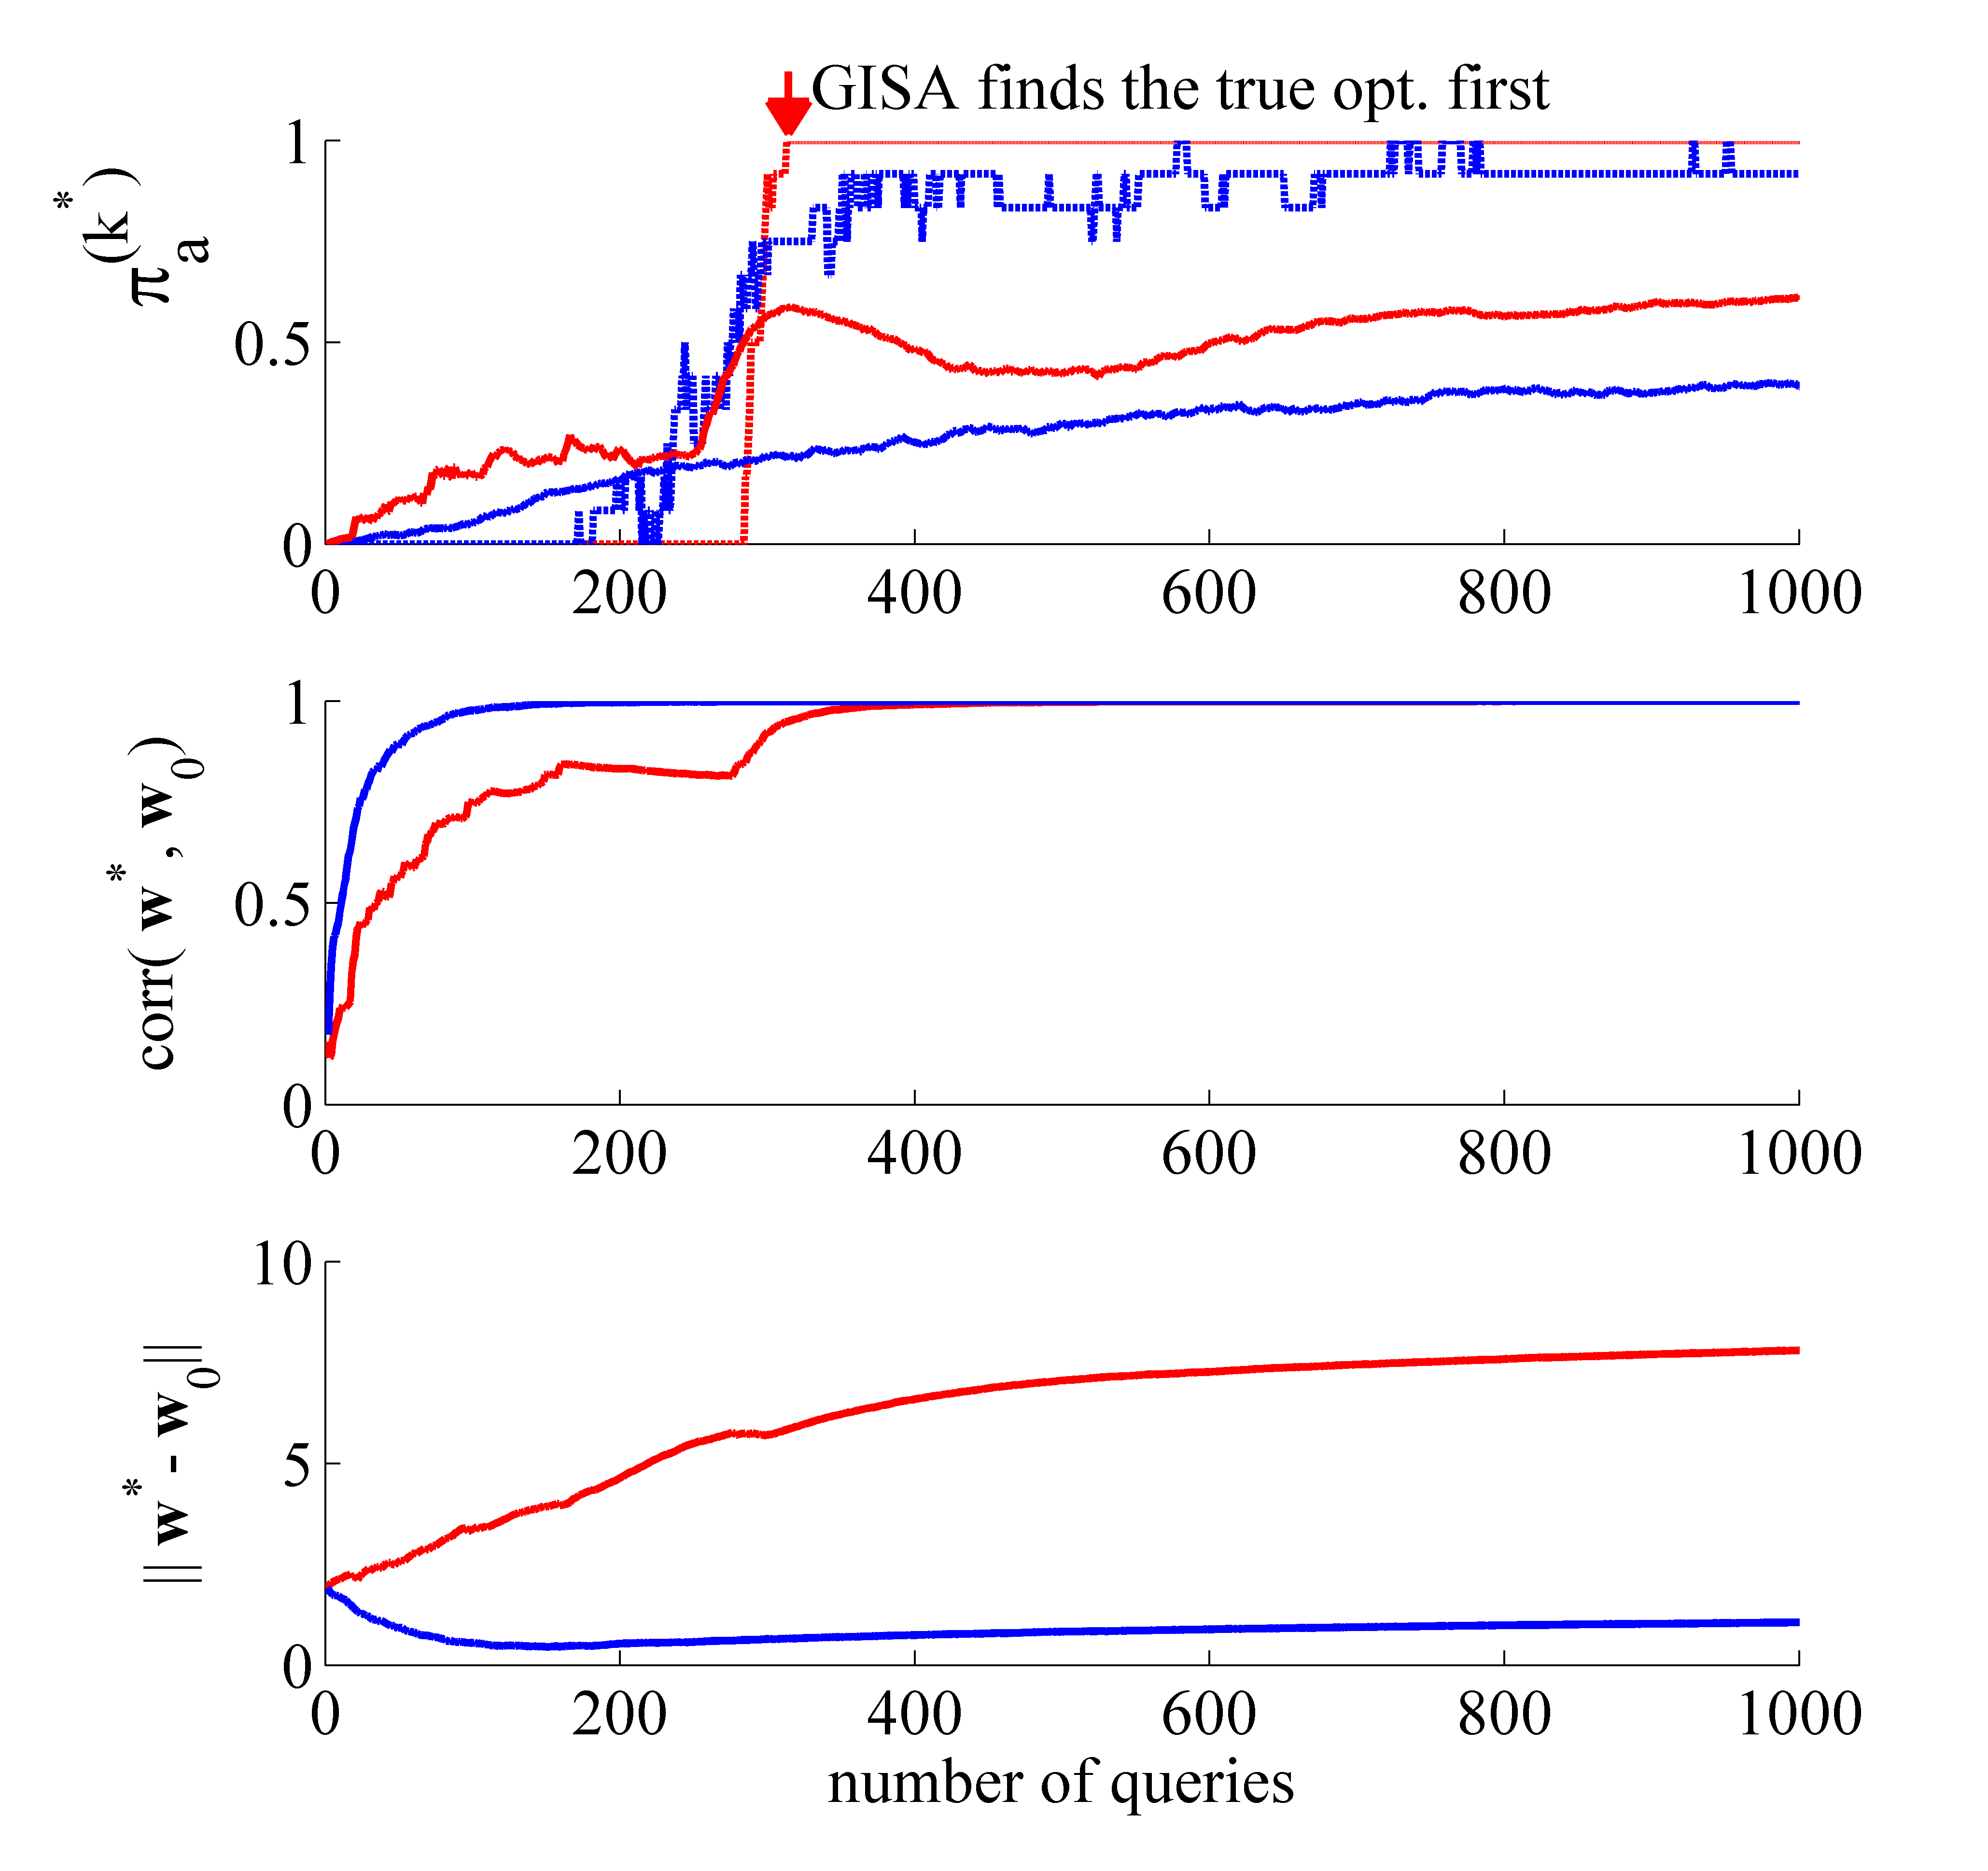 GISA finds the true opt. first
π_a(k*)
1
0.5
0
0 200 400 600 800 1000
corr( w*, w_0)
1
0.5
0
0 200 400 600 800 1000
|| w* - w_0||
10
5
0
0 200 400 600 800 1000
number of queries